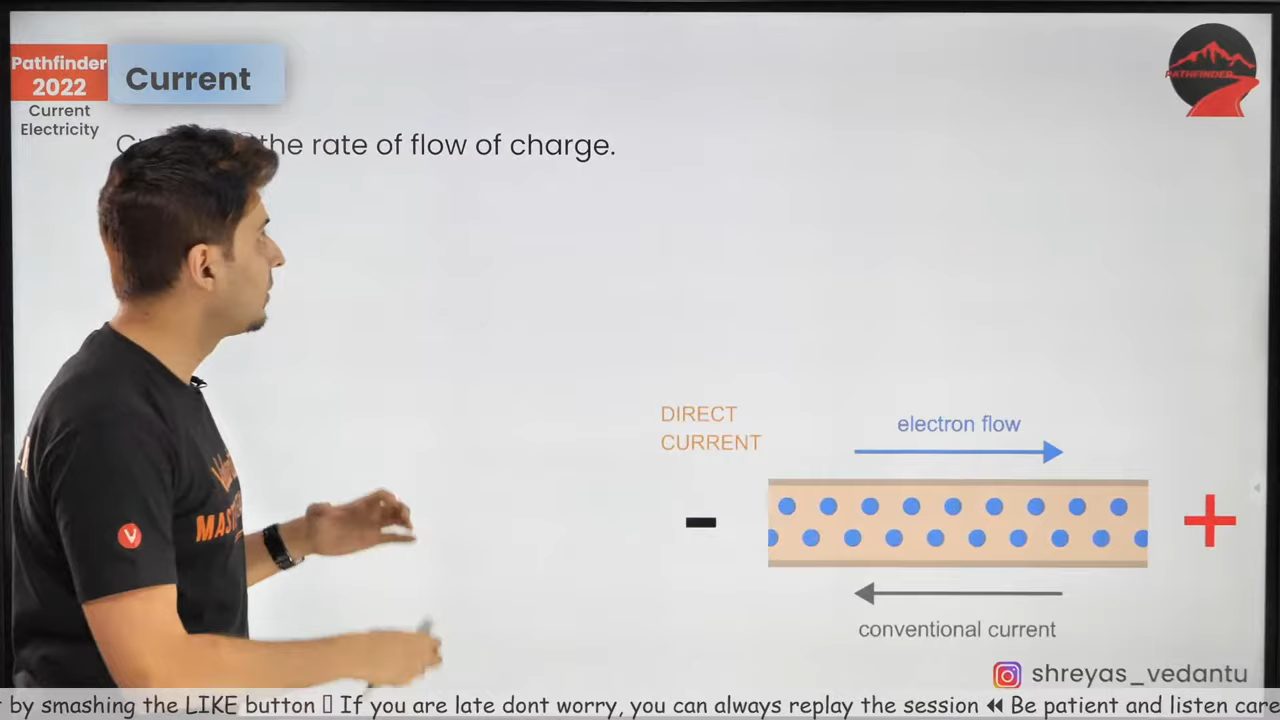 Pathfinder
2022
Current
Electricity
Current
the rate of flow of charge.
PATHFINDER
DIRECT
CURRENT
electron flow
-
+
conventional current
MAS
V
shreyas_vedantu
by smashing the LIKE button If you are late dont worry, you can always replay the session Be patient and listen care